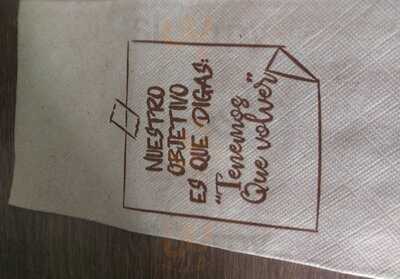 NUESTRO
OBJETIVO
ES QUE DIGAS:
"Tenemos
Que volver"